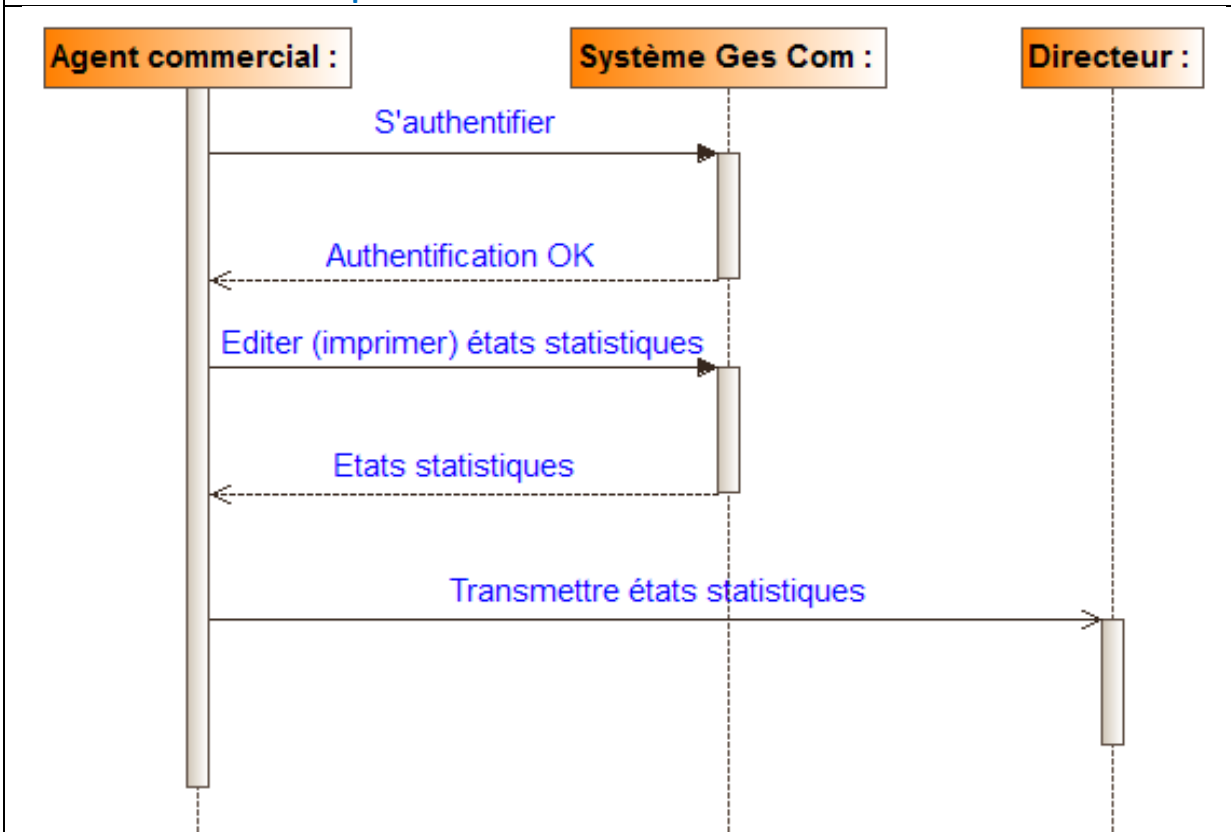 Agent commercial :
Système Ges Com :
Directeur :
S'authentifier
Authentification OK
Editer (imprimer) états statistiques
Etats statistiques
Transmettre états statistiques